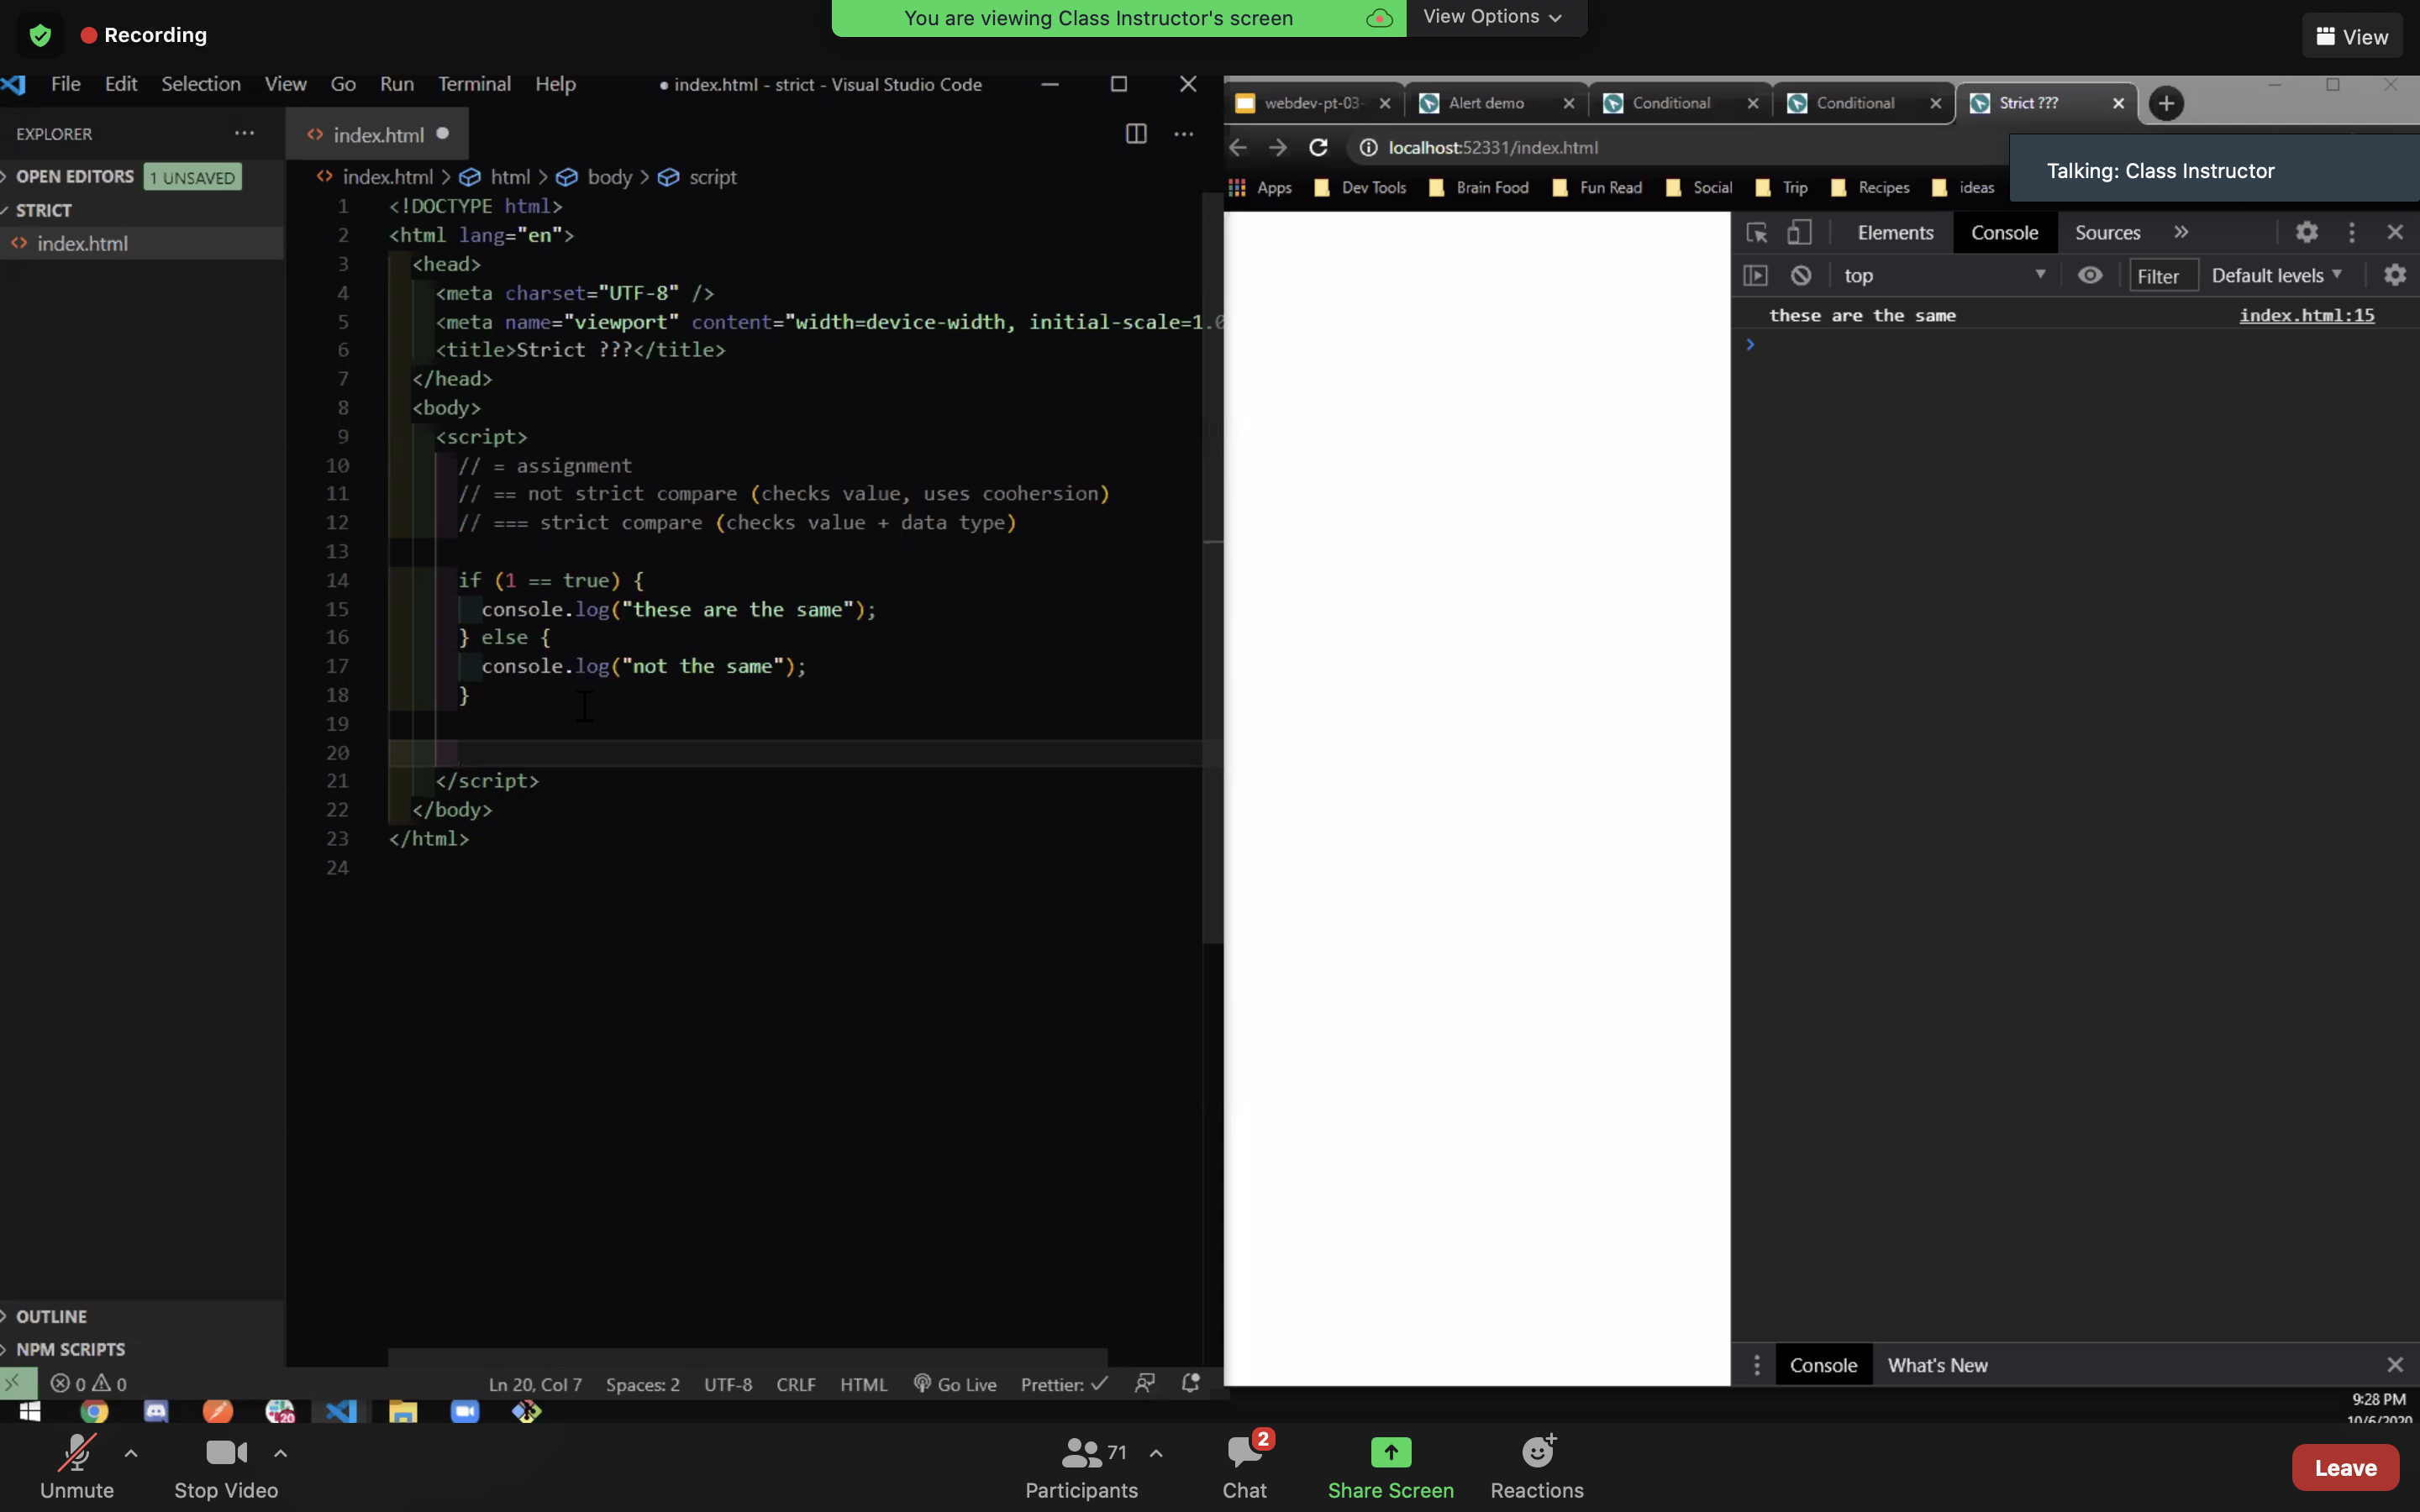 Recording
You are viewing Class Instructor's screen
View Options
View
File Edit Selection View Go Run Terminal Help
● index.html - strict - Visual Studio Code
EXPLORER
index.html
OPEN EDITORS 1 UNSAVED
STRICT
index.html
index.html > html > body > script
1 <!DOCTYPE html>
2 <html lang="en">
3 <head>
4 <meta charset="UTF-8" />
5 <meta name="viewport" content="width=device-width, initial-scale=1.0
6 <title>Strict ???</title>
7 </head>
8 <body>
9 <script>
10 // = assignment
11 // == not strict compare (checks value, uses coohersion)
12 // === strict compare (checks value + data type)
13
14 if (1 == true) {
15 console.log("these are the same");
16 } else {
17 console.log("not the same");
18 }
19
20
21 </script>
22 </body>
23 </html>
24
OUTLINE
NPM SCRIPTS
0 0
Ln 20, Col 7 Spaces: 2 UTF-8 CRLF HTML Go Live Prettier: ✓
webdev-pt-03- Alert demo Conditional Conditional Strict ???
localhost:52331/index.html
Talking: Class Instructor
Apps Dev Tools Brain Food Fun Read Social Trip Recipes ideas
Elements Console Sources »
top Filter Default levels
these are the same index.html:15
Console What's New
20
9:28 PM
10/6/2020
Unmute
Stop Video
71
Participants
2
Chat
Share Screen
Reactions
Leave